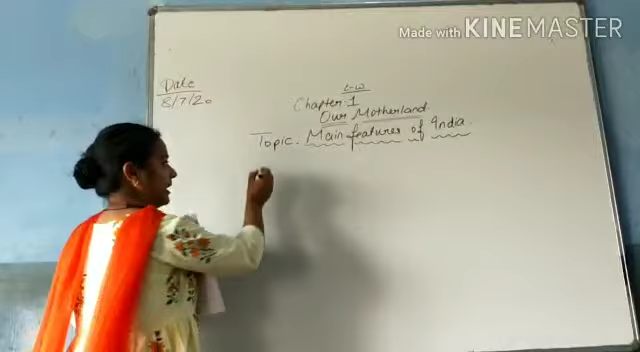 Made with KINEMASTER
Date
8/7/20
C-W
Chapter 1
Our Motherland.
Topic. Main features of India.